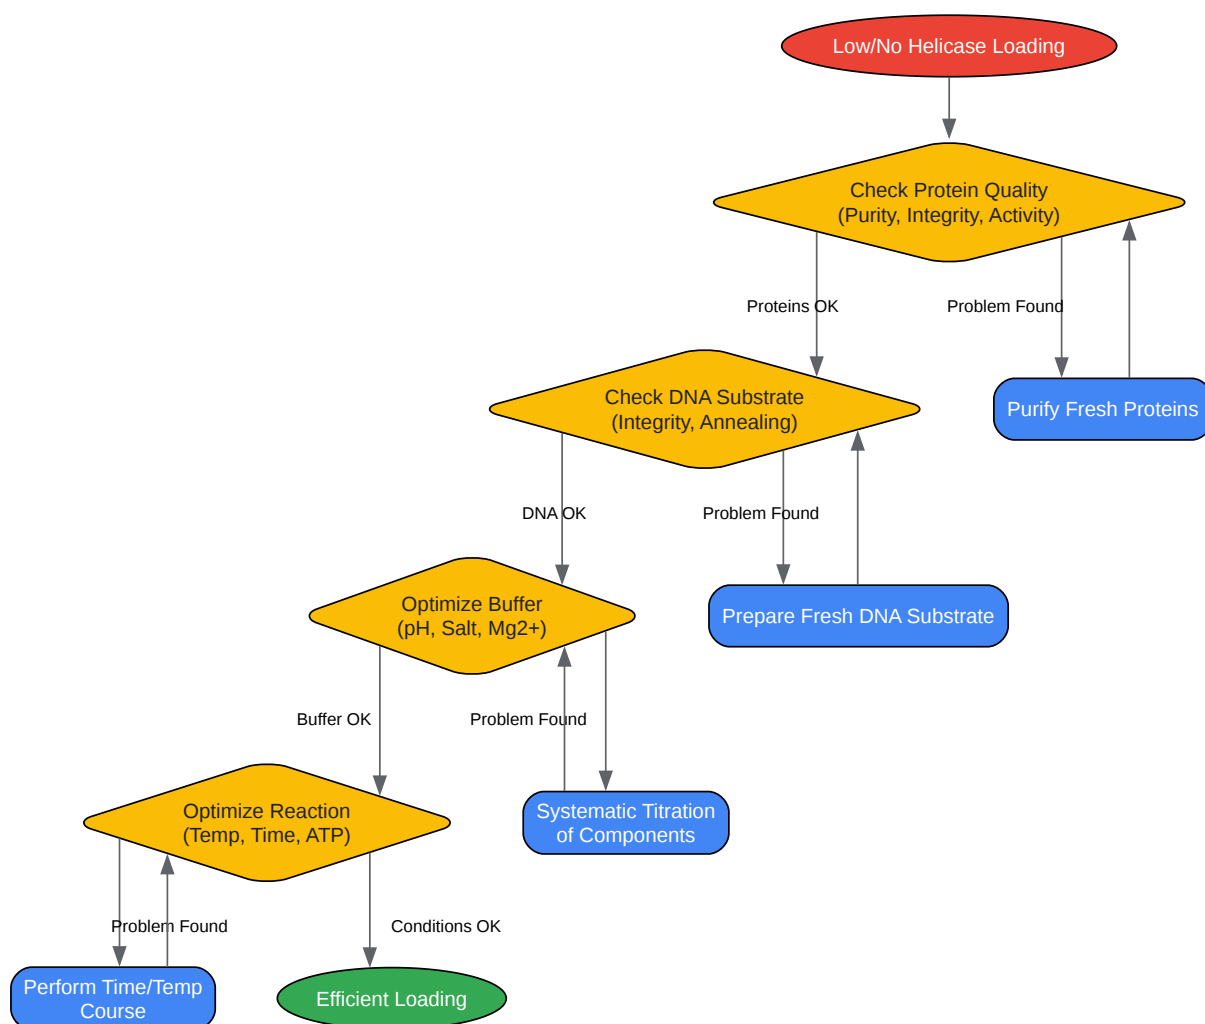 Low/No Helicase Loading
Check Protein Quality
(Purity, Integrity, Activity)
Proteins OK
Problem Found
Purify Fresh Proteins
Check DNA Substrate
(Integrity, Annealing)
DNA OK
Problem Found
Prepare Fresh DNA Substrate
Optimize Buffer
(pH, Salt, Mg2+)
Buffer OK
Problem Found
Systematic Titration
of Components
Optimize Reaction
(Temp, Time, ATP)
Problem Found
Conditions OK
Perform Time/Temp
Course
Efficient Loading